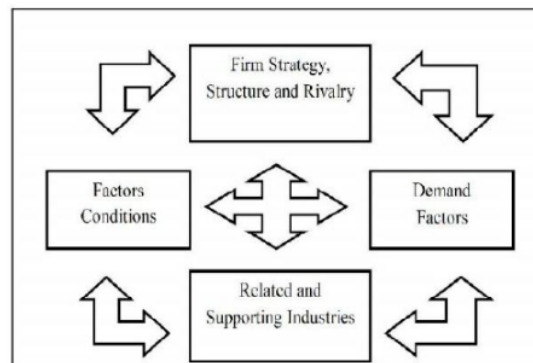 Firm Strategy,
Structure and Rivalry
Factors
Conditions
Demand
Factors
Related and
Supporting Industries